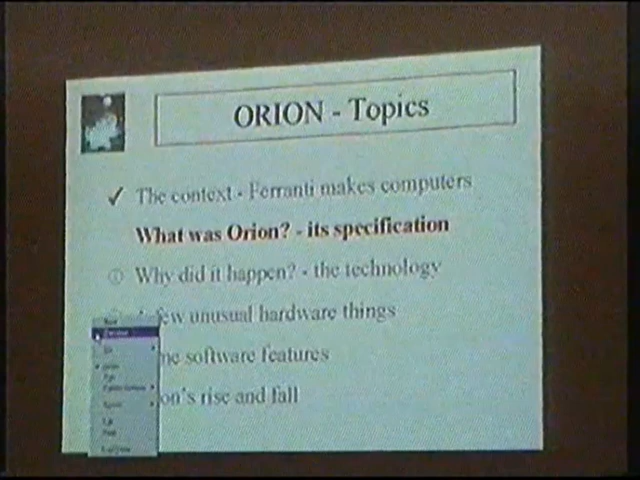 ORION - Topics
✓ The context - Ferranti makes computers
What was Orion? - its specification
Why did it happen? - the technology
few unusual hardware things
me software features
on's rise and fall